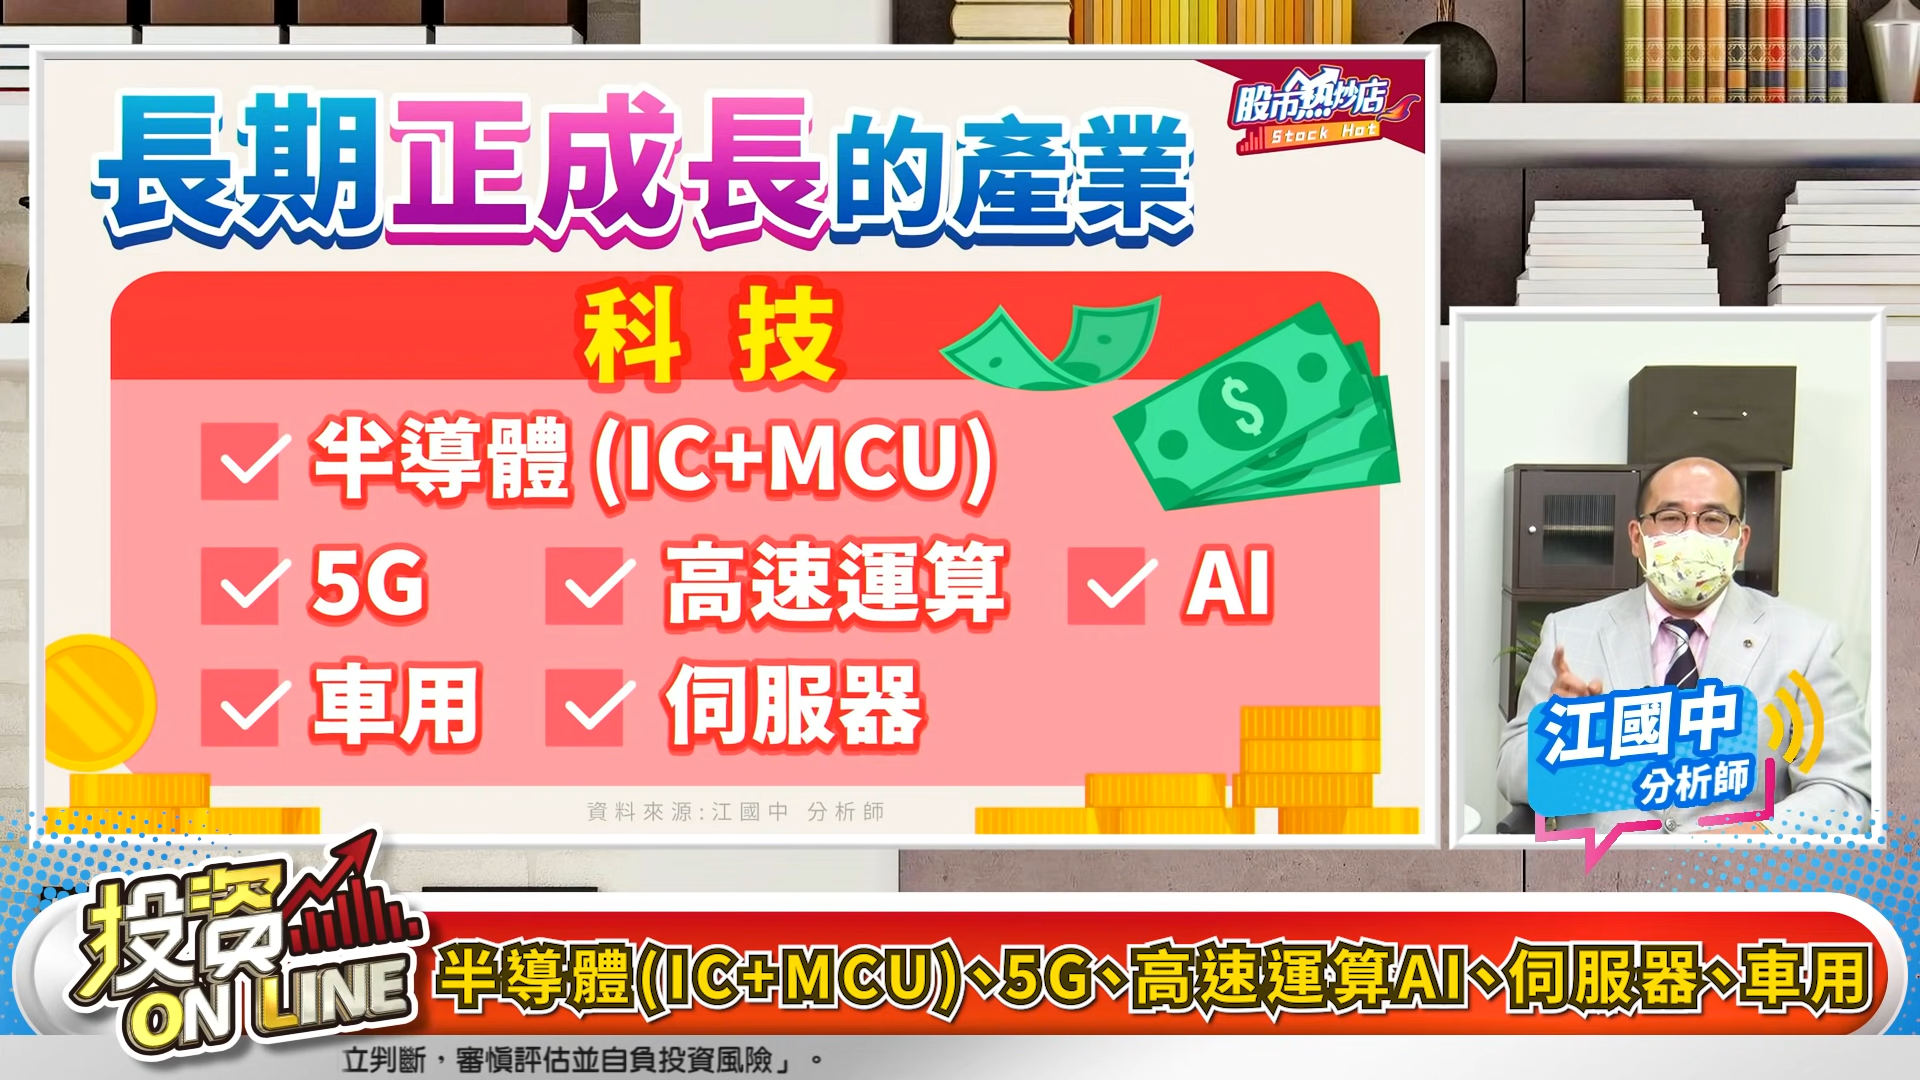 長期正成長的產業
股市熱炒店
Stock Hot
科技
半導體 (IC+MCU)
5G 高速運算 AI
車用 伺服器
資料來源:江國中 分析師
江國中
分析師
投資
ON LINE
半導體(IC+MCU)、5G、高速運算AI、伺服器、車用
立判斷，審慎評估並自負投資風險」。